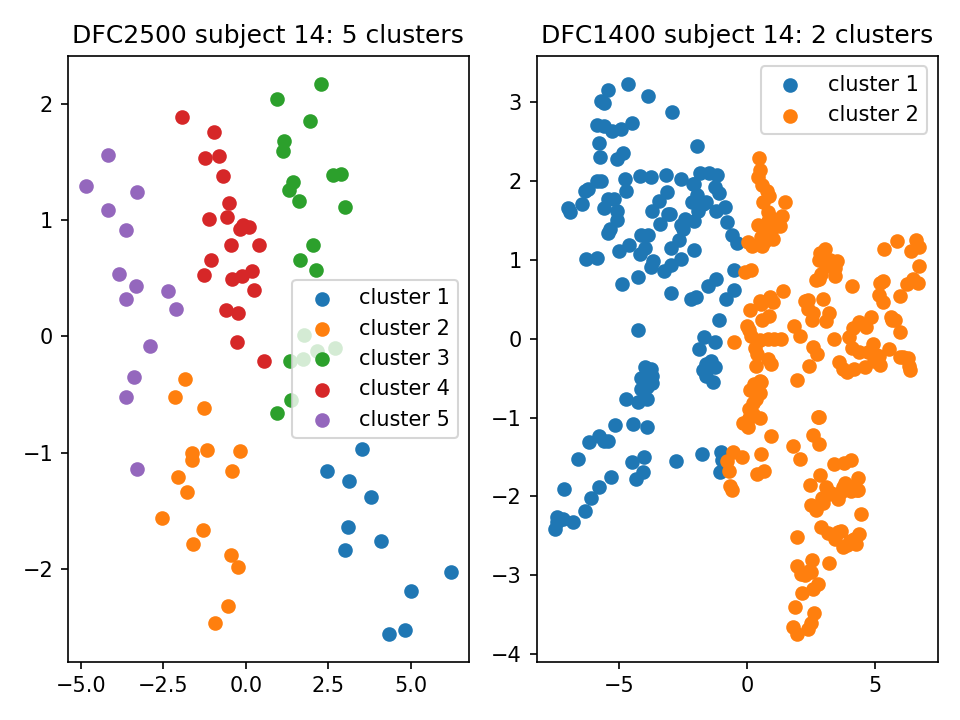 DFC2500 subject 14: 5 clusters
2
1
0
−1
−2
−5.0
−2.5
0.0
2.5
5.0
cluster 1
cluster 2
cluster 3
cluster 4
cluster 5
DFC1400 subject 14: 2 clusters
3
2
1
0
−1
−2
−3
−4
−5
0
5
cluster 1
cluster 2